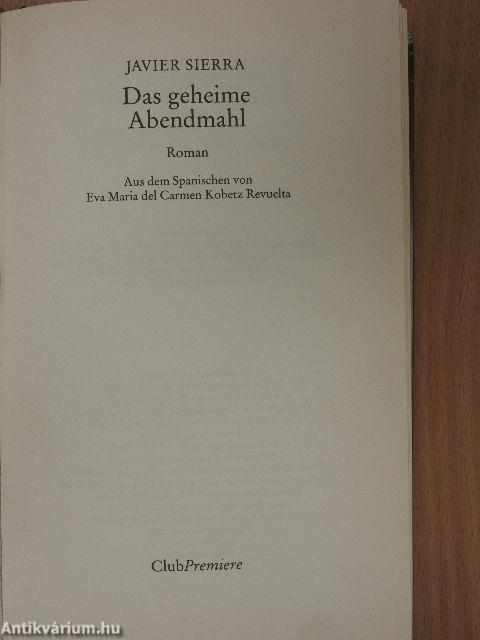 JAVIER SIERRA
Das geheime
Abendmahl
Roman
Aus dem Spanischen von
Eva Maria del Carmen Kobetz Revuelta
ClubPremiere
Antikvárium.hu